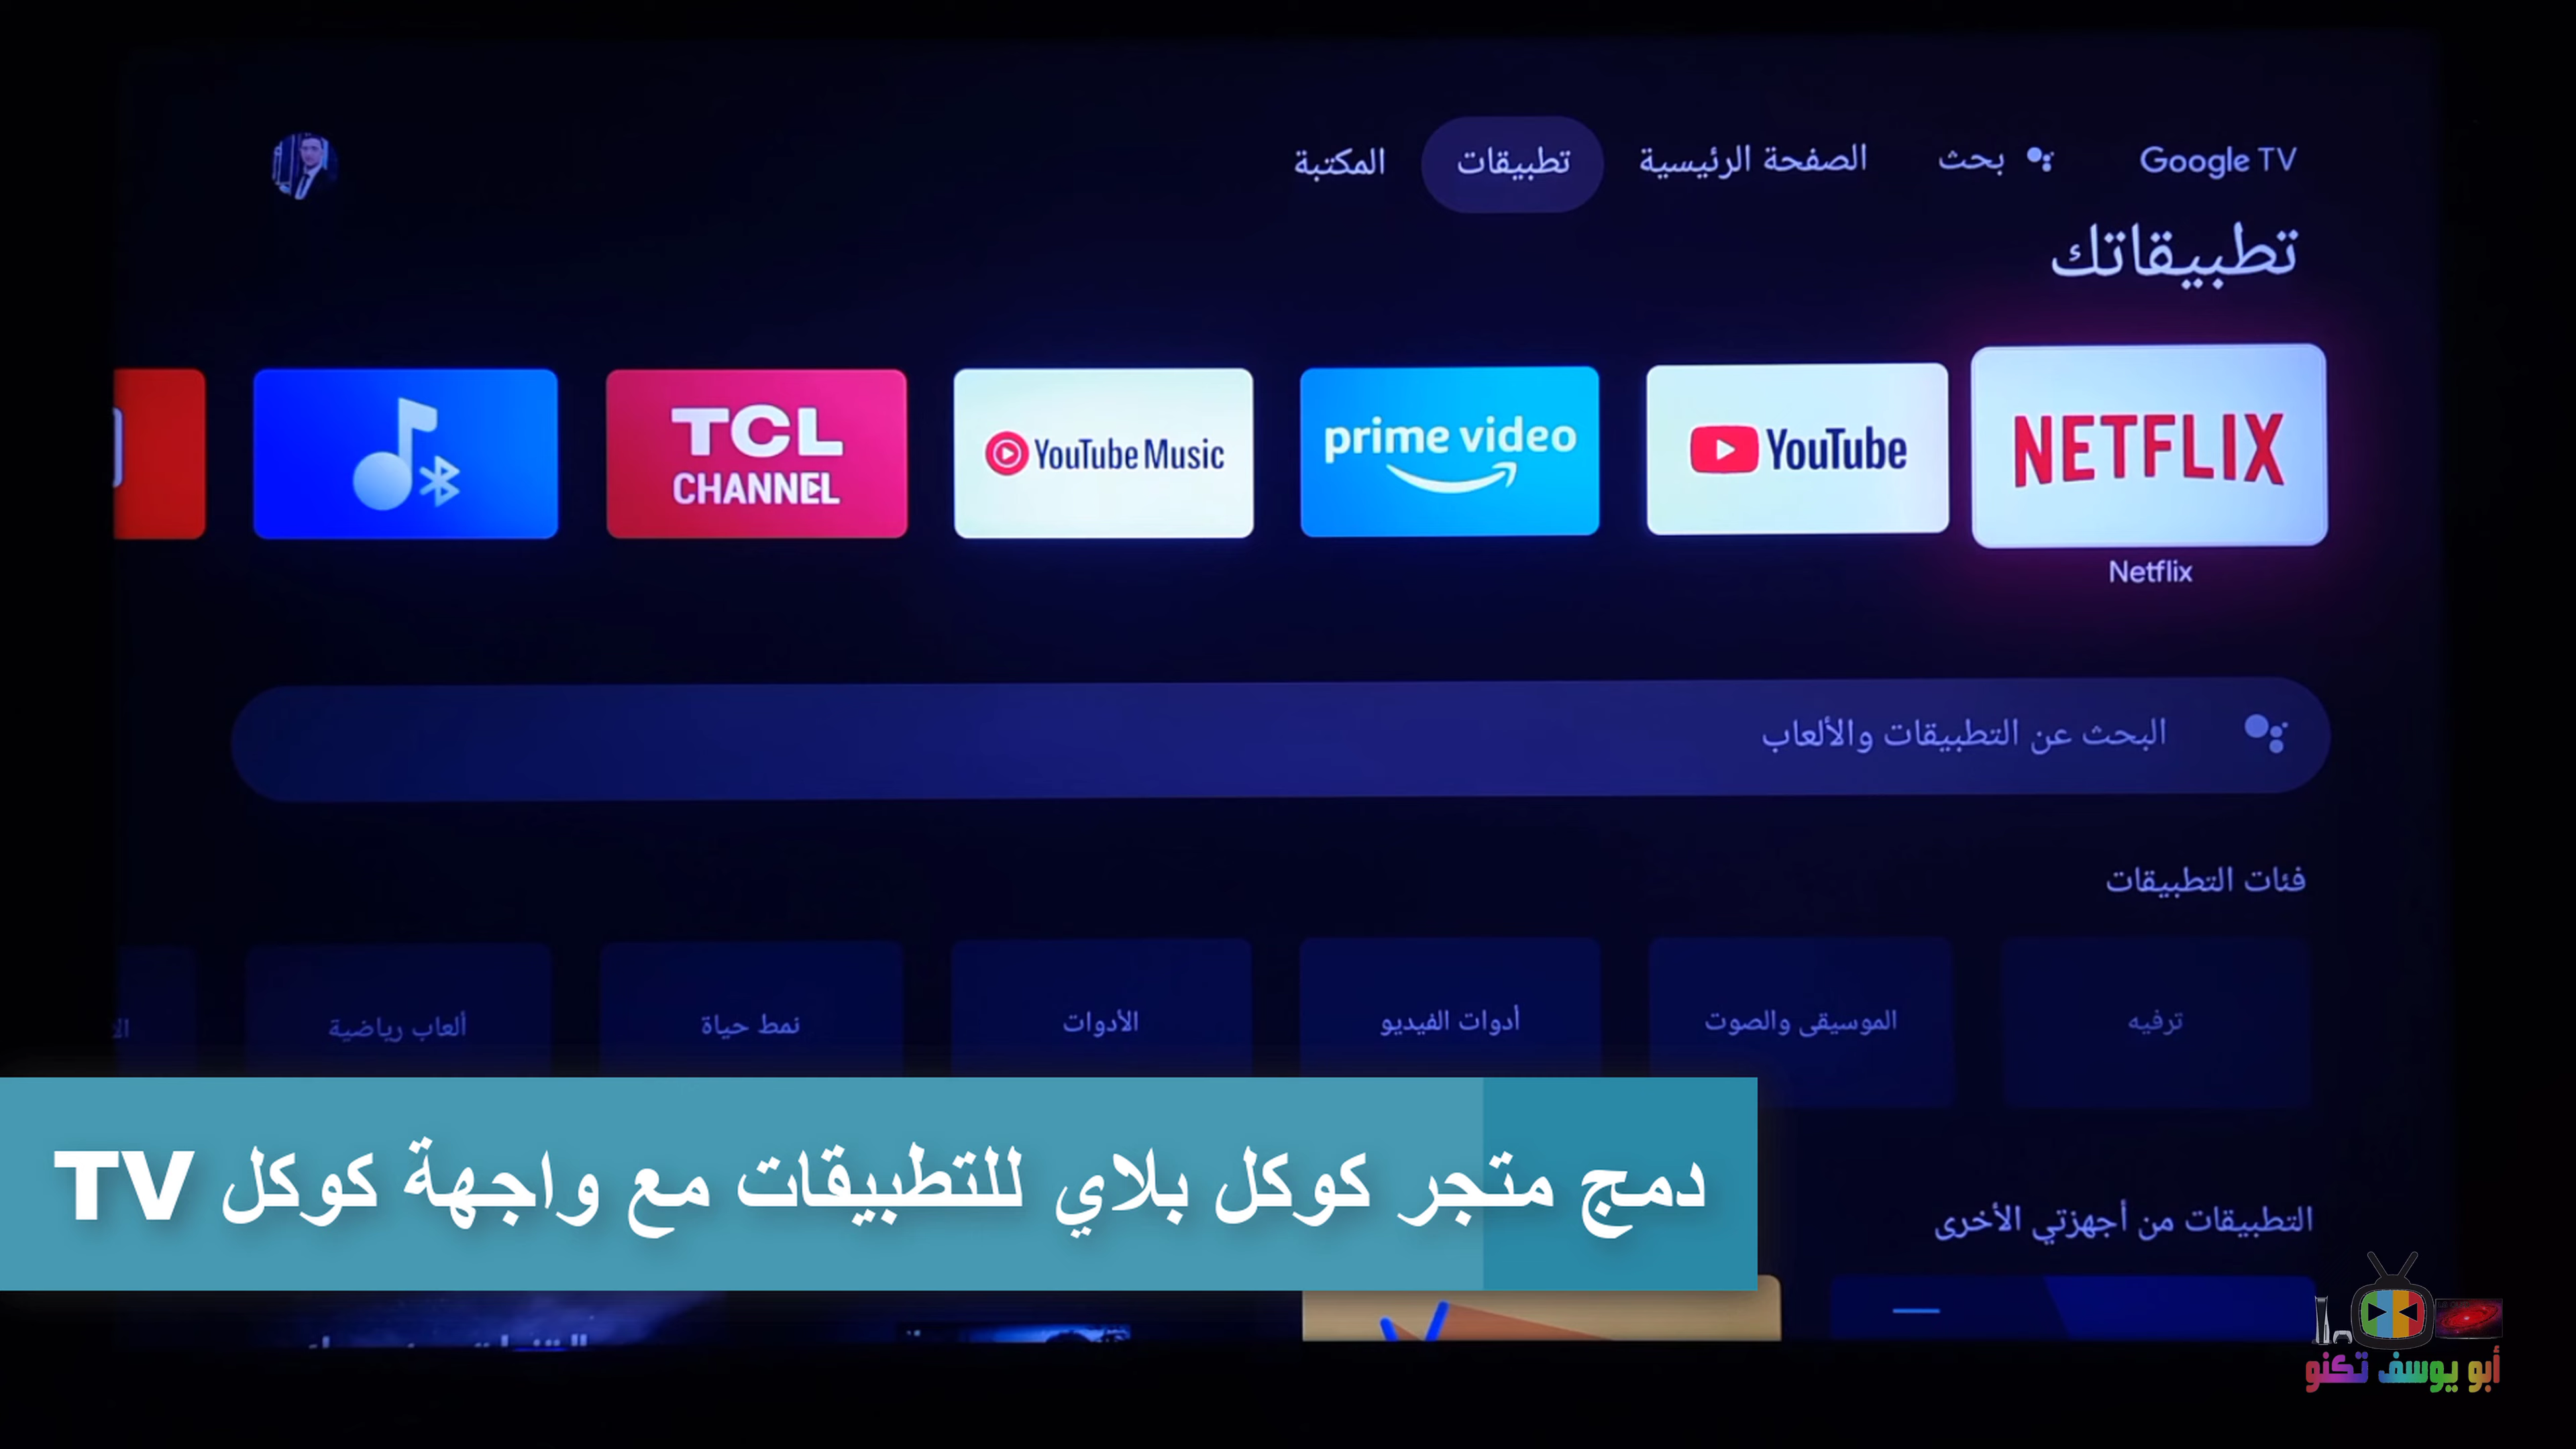 Google TV
بحث
الصفحة الرئيسية
تطبيقات
المكتبة
تطبيقاتك
NETFLIX
YouTube
prime video
YouTube Music
TCL
CHANNEL
Netflix
البحث عن التطبيقات والألعاب
فئات التطبيقات
ترفيه
الموسيقى والصوت
أدوات الفيديو
الأدوات
نمط حياة
ألعاب رياضية
التطبيقات من أجهزتي الأخرى
دمج متجر كوكل بلاي للتطبيقات مع واجهة كوكل TV
أبو يوسف تكنو